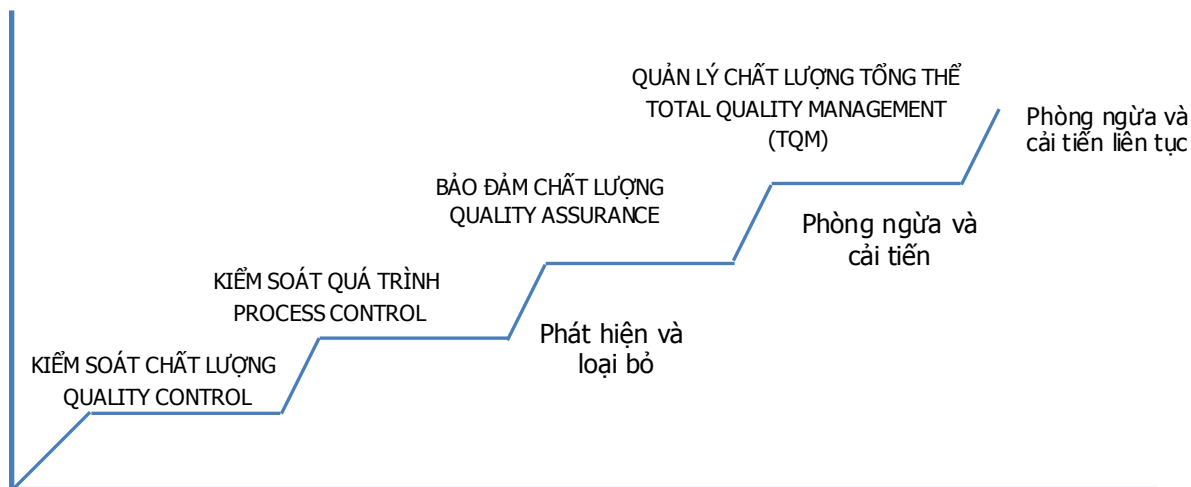 QUẢN LÝ CHẤT LƯỢNG TỔNG THỂ
TOTAL QUALITY MANAGEMENT
(TQM)
Phòng ngừa và
cải tiến liên tục
BẢO ĐẢM CHẤT LƯỢNG
QUALITY ASSURANCE
Phòng ngừa và
cải tiến
KIỂM SOÁT QUÁ TRÌNH
PROCESS CONTROL
Phát hiện và
loại bỏ
KIỂM SOÁT CHẤT LƯỢNG
QUALITY CONTROL